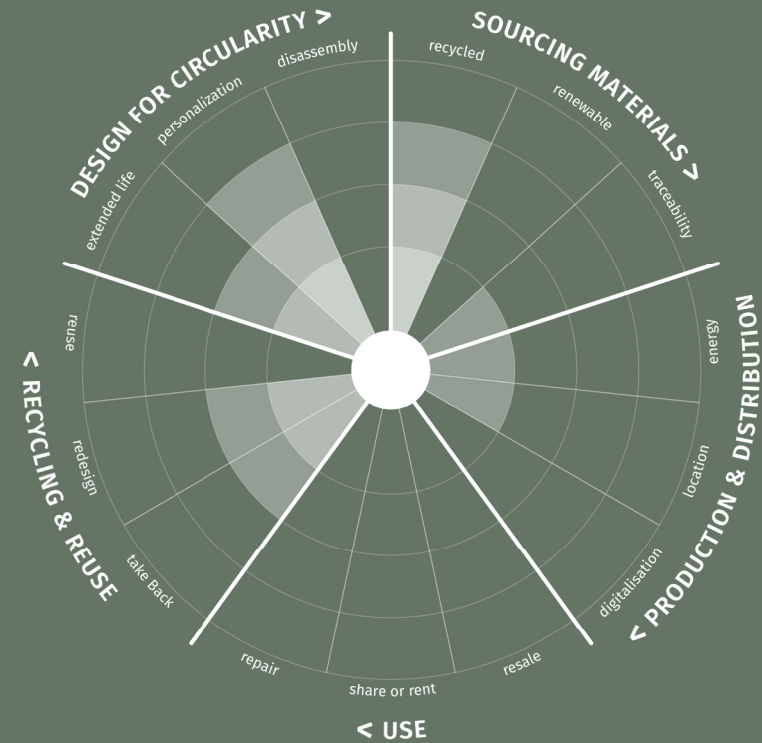 DESIGN FOR CIRCULARITY >
extended life
personalization
disassembly
SOURCING MATERIALS >
recycled
renewable
traceability
< PRODUCTION & DISTRIBUTION
energy
location
digitalisation
< USE
resale
share or rent
repair
< RECYCLING & REUSE
take Back
redesign
reuse